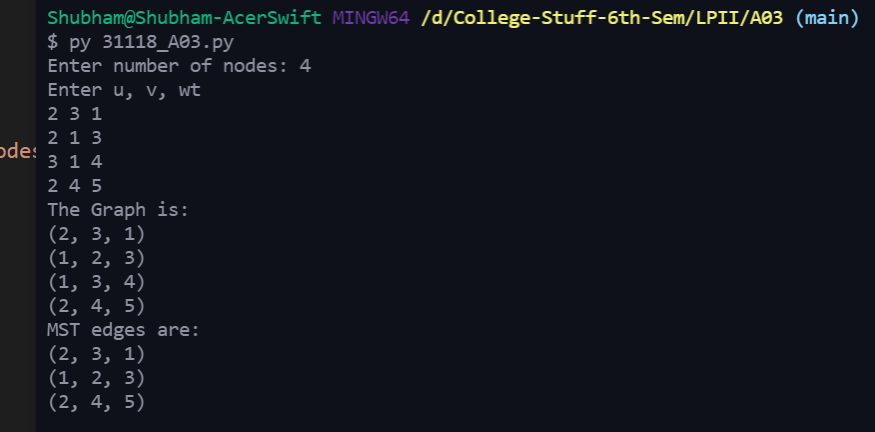 Shubham@Shubham-AcerSwift MINGW64 /d/College-Stuff-6th-Sem/LPII/A03 (main)
$ py 31118_A03.py
Enter number of nodes: 4
Enter u, v, wt
2 3 1
2 1 3
3 1 4
2 4 5
The Graph is:
(2, 3, 1)
(1, 2, 3)
(1, 3, 4)
(2, 4, 5)
MST edges are:
(2, 3, 1)
(1, 2, 3)
(2, 4, 5)